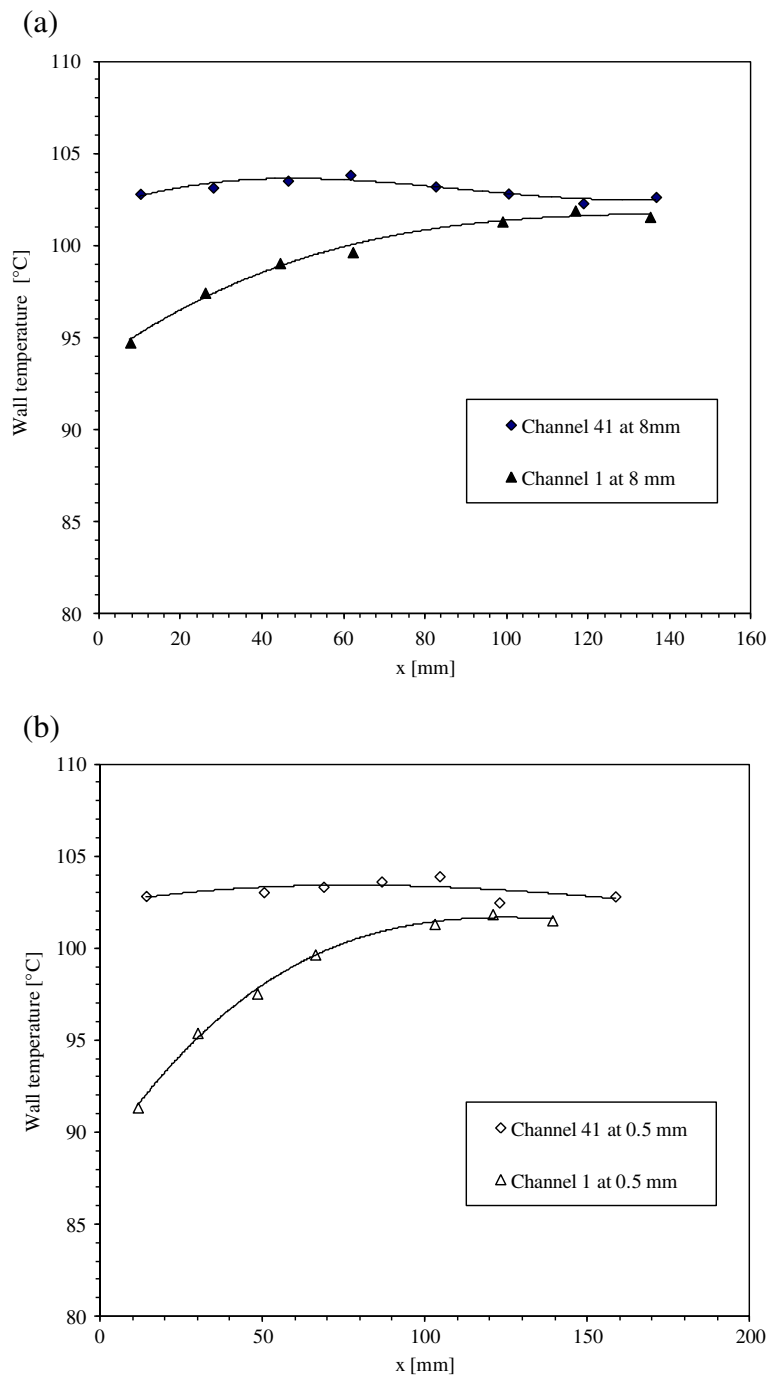 (a)
110
105
100
95
90
85
80
Wall temperature [°C]
Channel 41 at 8mm
Channel 1 at 8 mm
0 20 40 60 80 100 120 140 160
x [mm]
(b)
110
105
100
95
90
85
80
Wall temperature [°C]
Channel 41 at 0.5 mm
Channel 1 at 0.5 mm
0 50 100 150 200
x [mm]